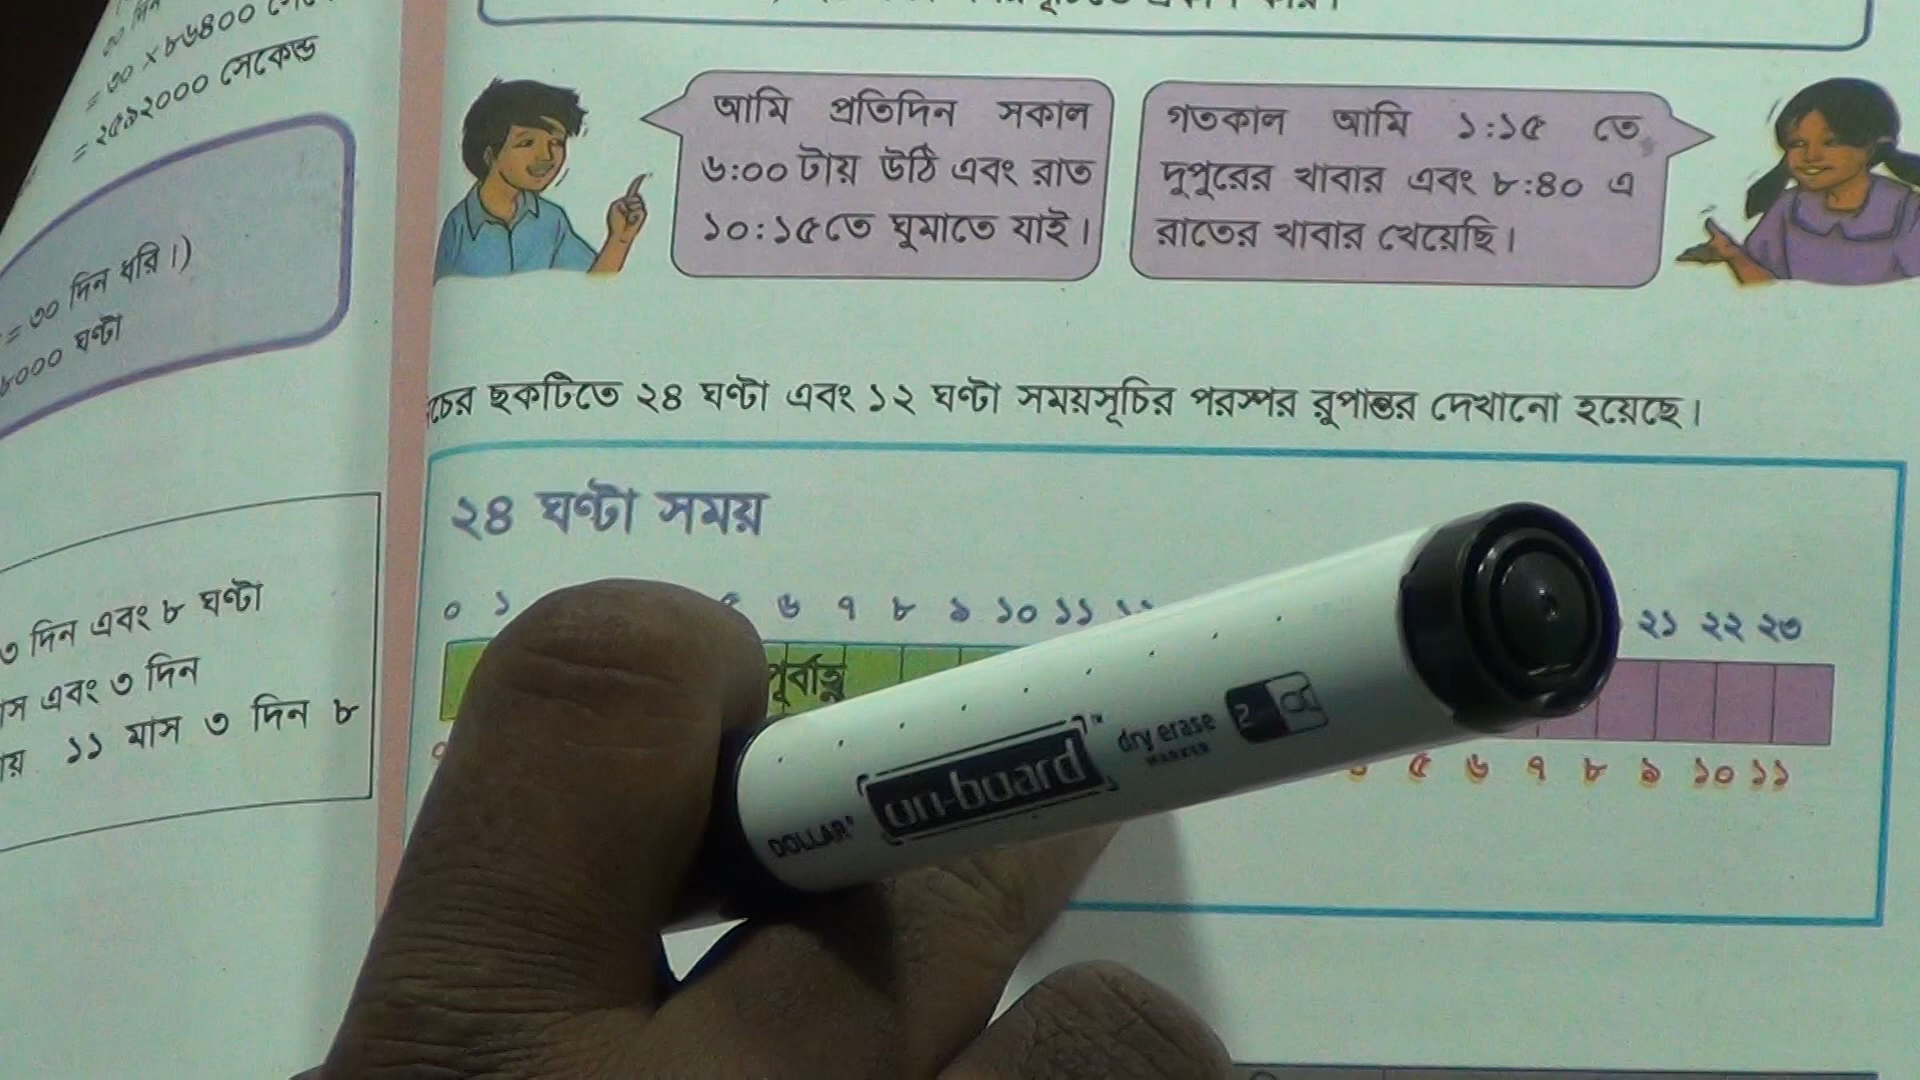 = ৩০ × ৮৬৪০০
= ২৫৯২০০০ সেকেন্ড
= ৩০ দিন ধরি।)
০০০ ঘণ্টা
৩ দিন এবং ৮ ঘণ্টা
এবং ৩ দিন
১১ মাস ৩ দিন ৮
আমি প্রতিদিন সকাল
৬:০০ টায় উঠি এবং রাত
১০:১৫তে ঘুমাতে যাই।
গতকাল আমি ১:১৫ তে
দুপুরের খাবার এবং ৮:৪০ এ
রাতের খাবার খেয়েছি।
ছকটিতে ২৪ ঘণ্টা এবং ১২ ঘণ্টা সময়সূচির পরস্পর রুপান্তর দেখানো হয়েছে।
২৪ ঘণ্টা সময়
০ ১ ৬ ৭ ৮ ৯ ১০ ১১ ২১ ২২ ২৩
পূর্বাহ্ণ
৫ ৬ ৭ ৮ ৯ ১০ ১১
DOLLAR
on-board™
dry erase
MARKER
2